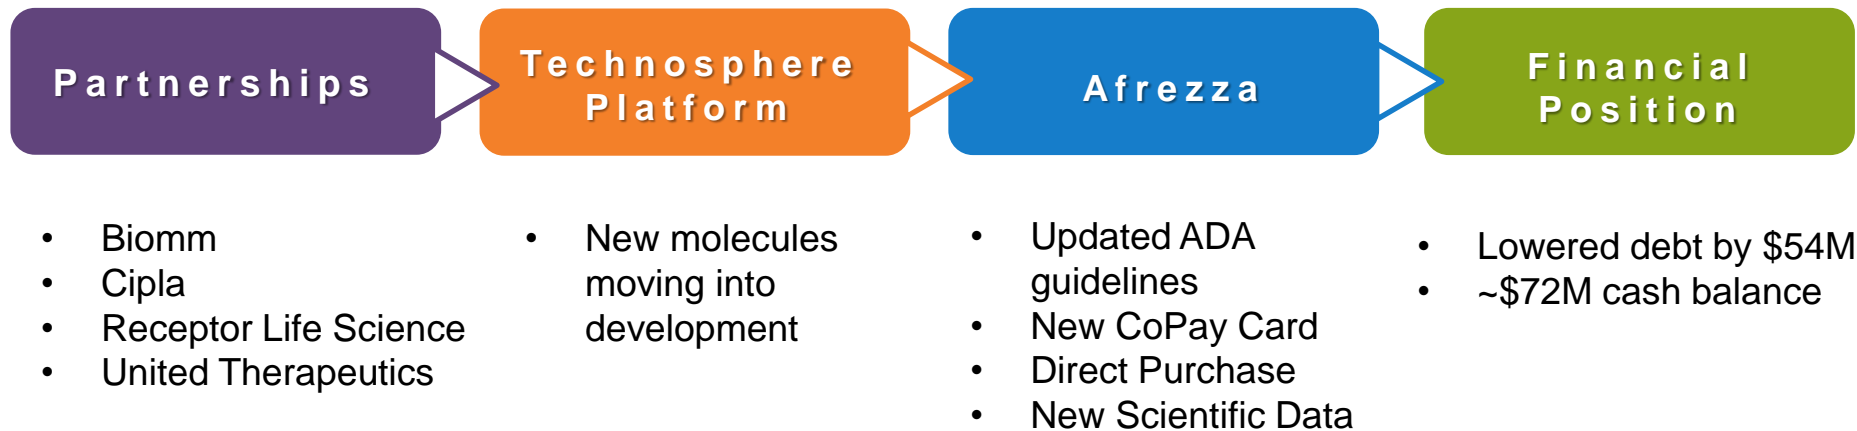 Partnerships
Technosphere
Platform
Afrezza
Financial
Position
• Biomm
• Cipla
• Receptor Life Science
• United Therapeutics
• New molecules
moving into
development
• Updated ADA
guidelines
• New CoPay Card
• Direct Purchase
• New Scientific Data
• Lowered debt by $54M
• ~$72M cash balance